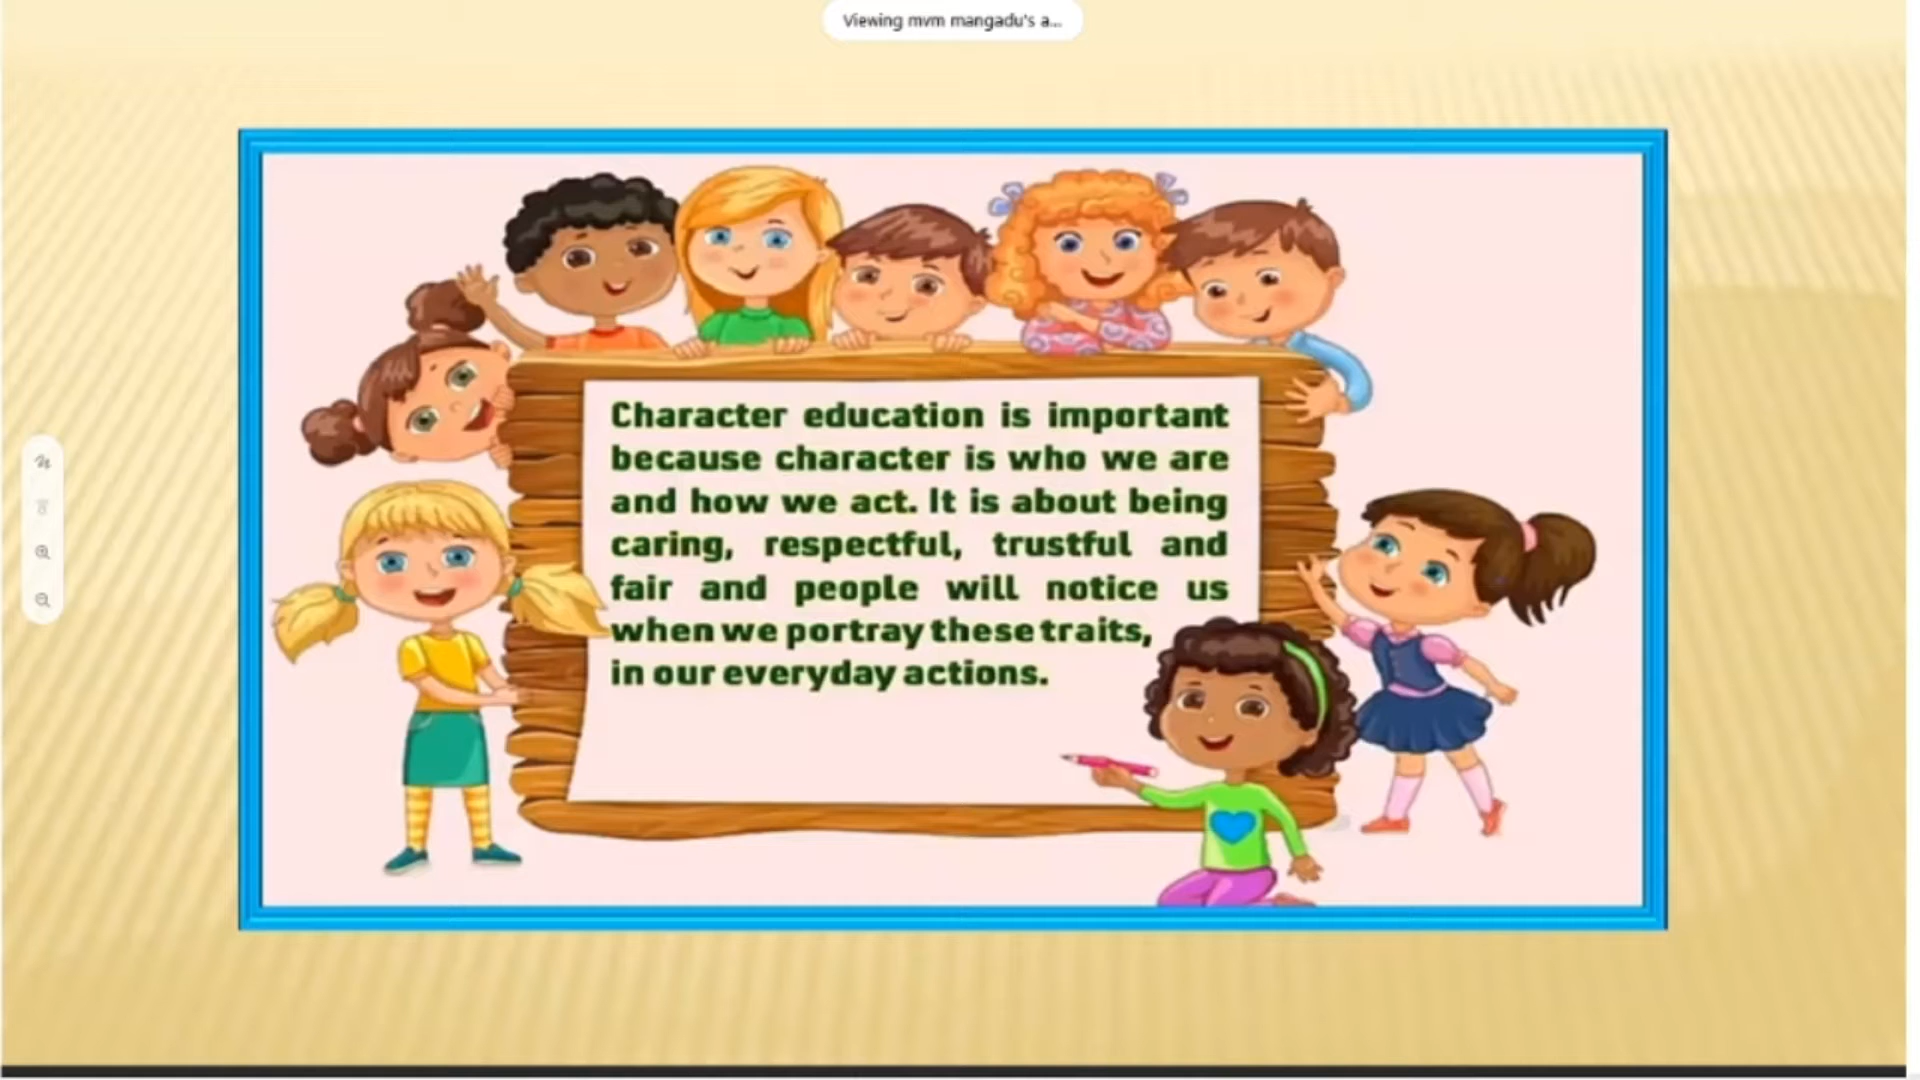 Viewing mvm mangadu's a...
Character education is important
because character is who we are
and how we act. It is about being
caring, respectful, trustful and
fair and people will notice us
when we portray these traits,
in our everyday actions.